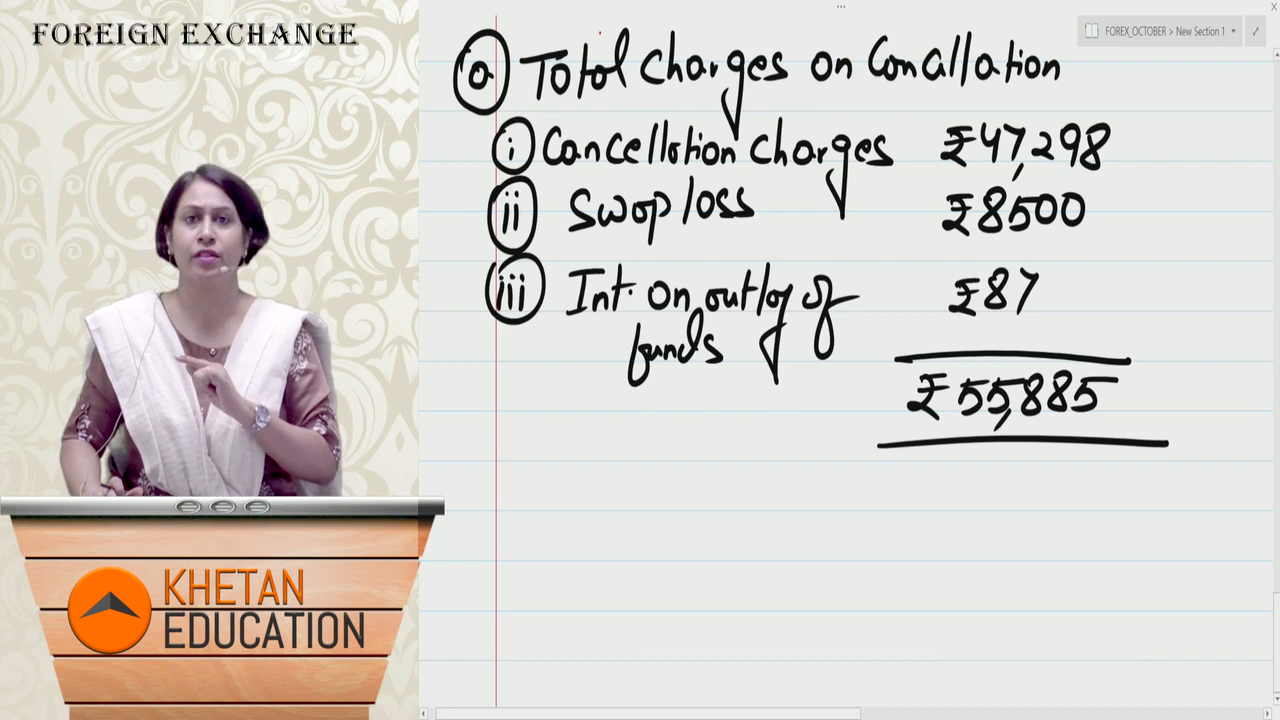 FOREIGN EXCHANGE
FOREX_OCTOBER > New Section 1
a Total charges on Concllation
i Cancellation charges ₹47,298
ii Swap loss ₹8500
iii Int. on outlay of funds ₹87
₹55,885
KHETAN
EDUCATION